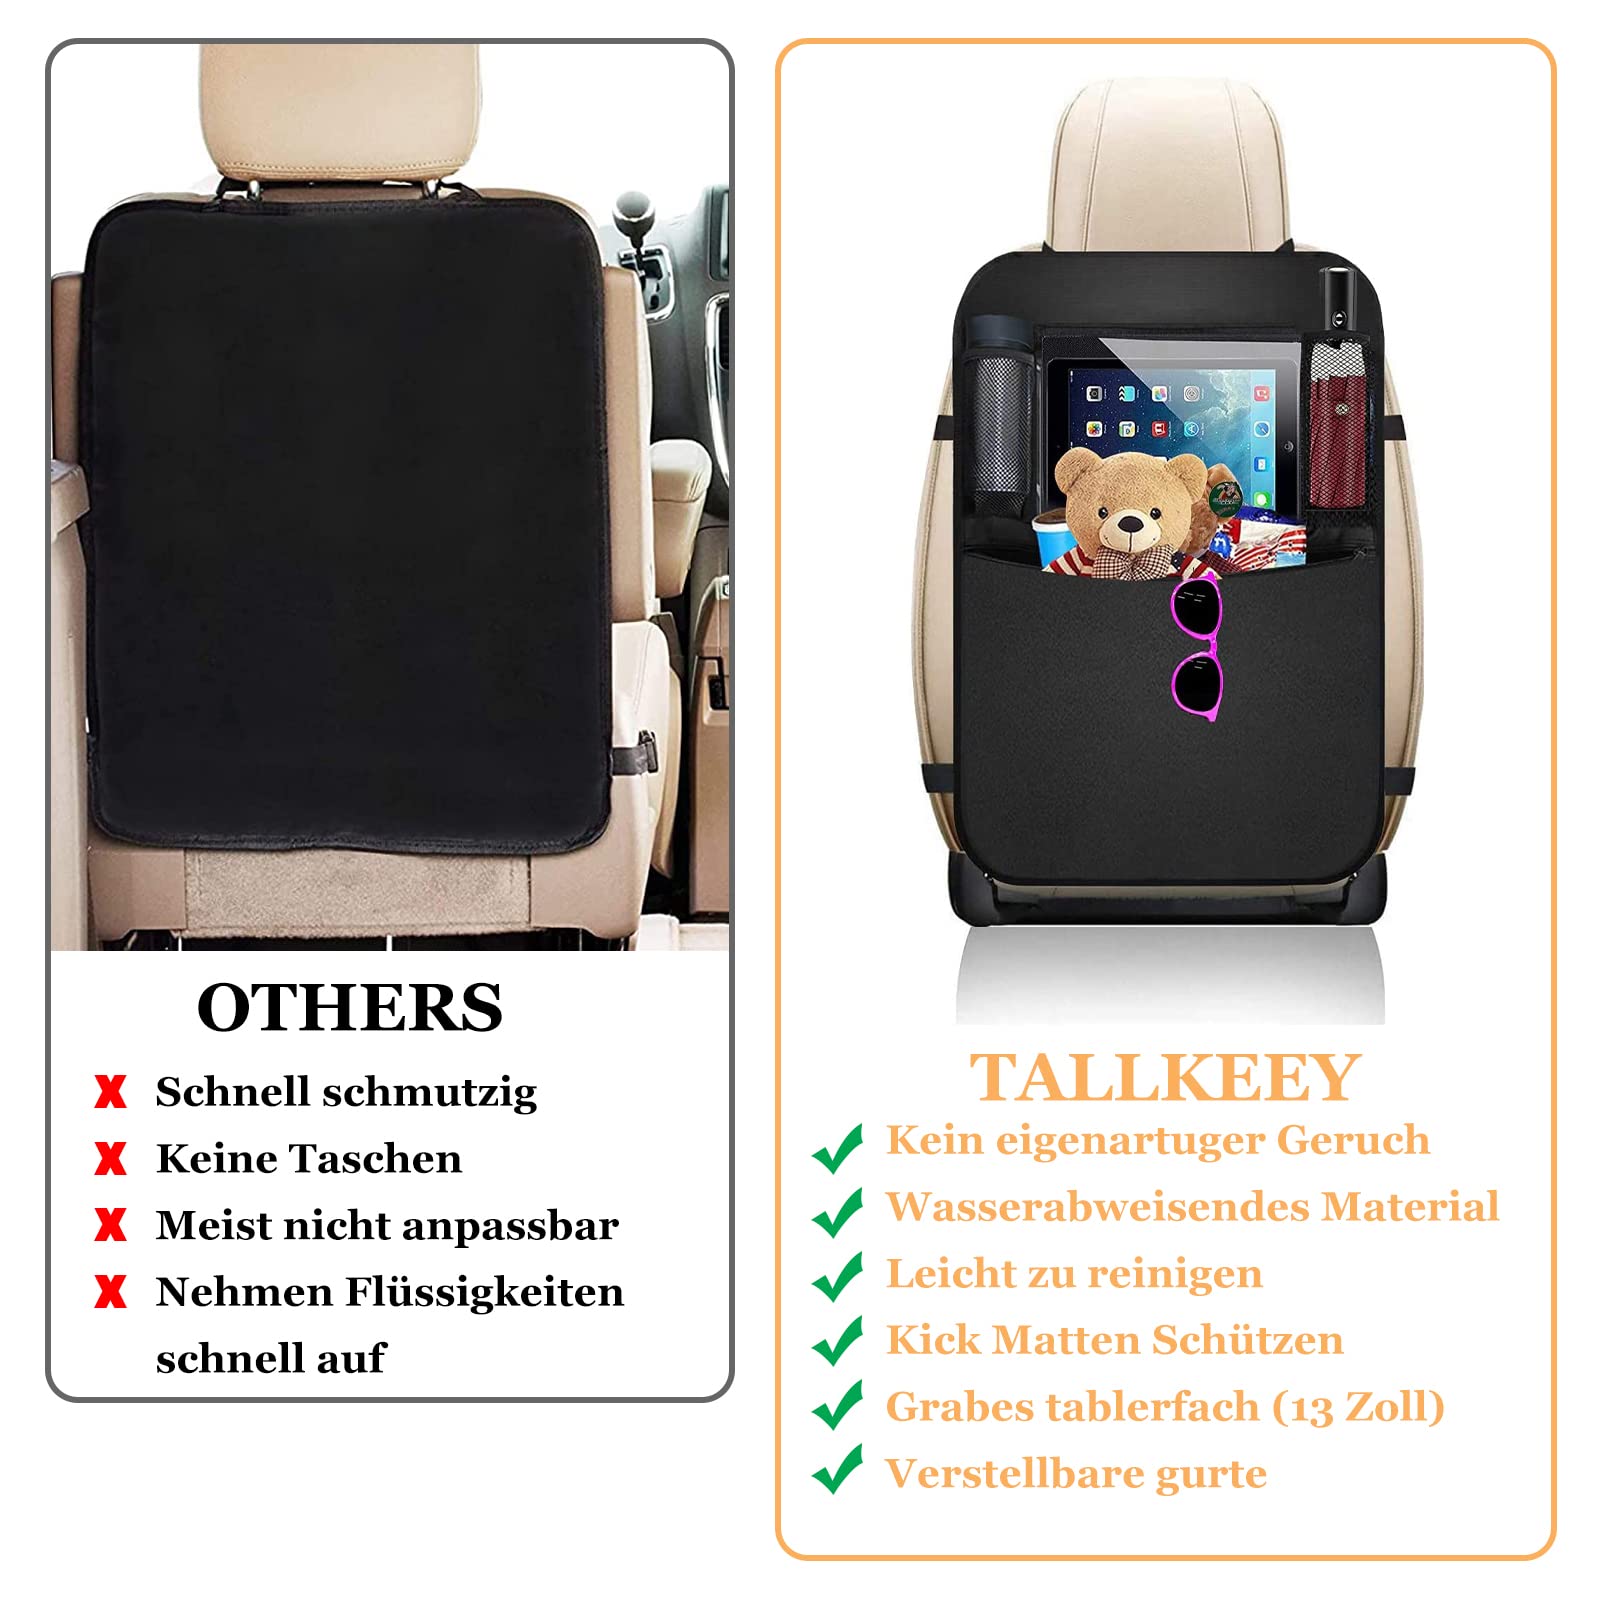 OTHERS
X Schnell schmutzig
X Keine Taschen
X Meist nicht anpassbar
X Nehmen Flüssigkeiten
schnell auf
TALLKEEY
Kein eigenartuger Geruch
Wasserabweisendes Material
Leicht zu reinigen
Kick Matten Schützen
Grabes tablerfach (13 Zoll)
Verstellbare gurte